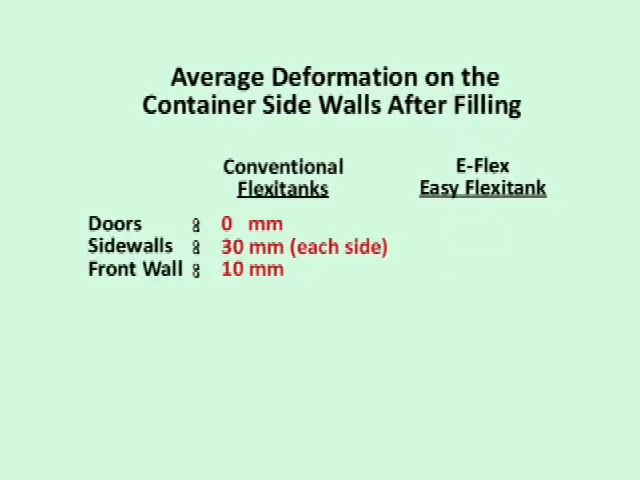 Average Deformation on the
Container Side Walls After Filling
Conventional E-Flex
Flexitanks Easy Flexitank
Doors : 0 mm
Sidewalls : 30 mm (each side)
Front Wall : 10 mm